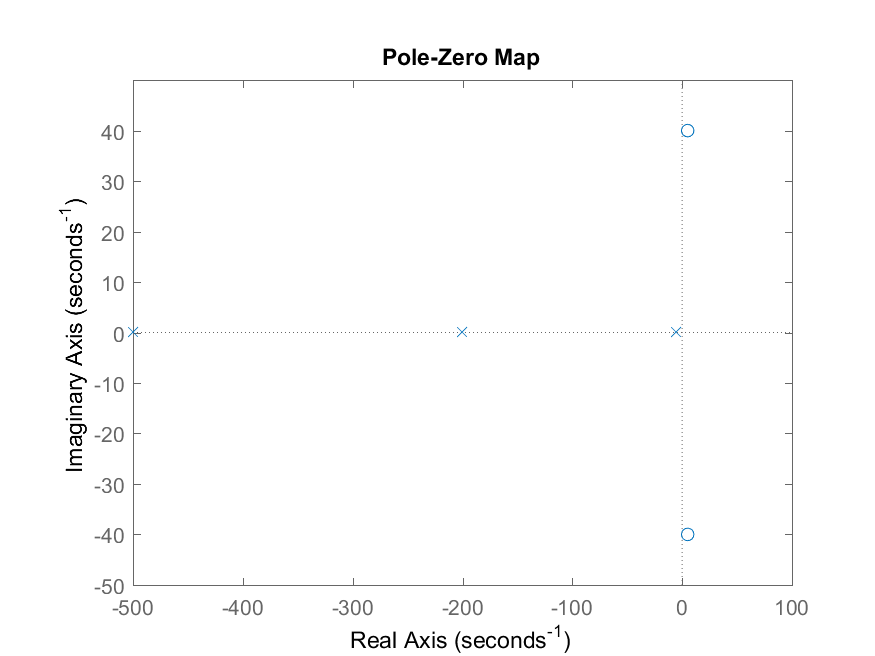 Pole-Zero Map
40
30
20
10
0
-10
-20
-30
-40
-50
-500 -400 -300 -200 -100 0 100
Imaginary Axis (seconds⁻¹)
Real Axis (seconds⁻¹)